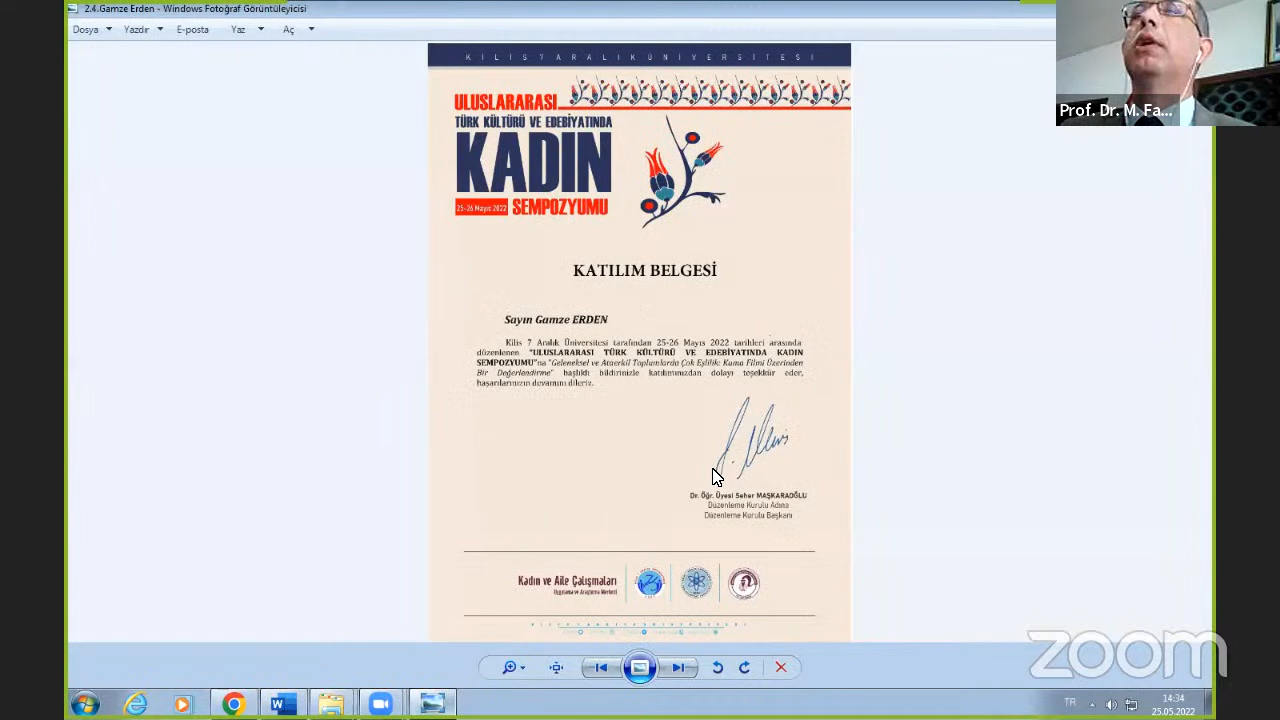 2.4.Gamze Erden - Windows Fotoğraf Görüntüleyicisi
Dosya Yazdır E-posta Yaz Aç
Prof. Dr. M. Fa...
KİLİS 7 ARALIK ÜNİVERSİTESİ
ULUSLARARASI
TÜRK KÜLTÜRÜ VE EDEBİYATINDA
KADIN
25-26 Mayıs 2022 SEMPOZYUMU
KATILIM BELGESİ
Sayın Gamze ERDEN
Kilis 7 Aralık Üniversitesi tarafından 25-26 Mayıs 2022 tarihleri arasında
düzenlenen "ULUSLARARASI TÜRK KÜLTÜRÜ VE EDEBİYATINDA KADIN
SEMPOZYUMU"na "Geleneksel ve Ataerkil Toplumlarda Çok Eşlilik: Kuma Filmi Üzerinden
Bir Değerlendirme" başlıklı bildirinizle katılımınızdan dolayı teşekkür eder,
başarılarınızın devamını dileriz.
Dr. Öğr. Üyesi Seher MAŞKARAOĞLU
Düzenleme Kurulu Adına
Düzenleme Kurulu Başkanı
Kadın ve Aile Çalışmaları
Uygulama ve Araştırma Merkezi
zoom
TR
14:34
25.05.2022